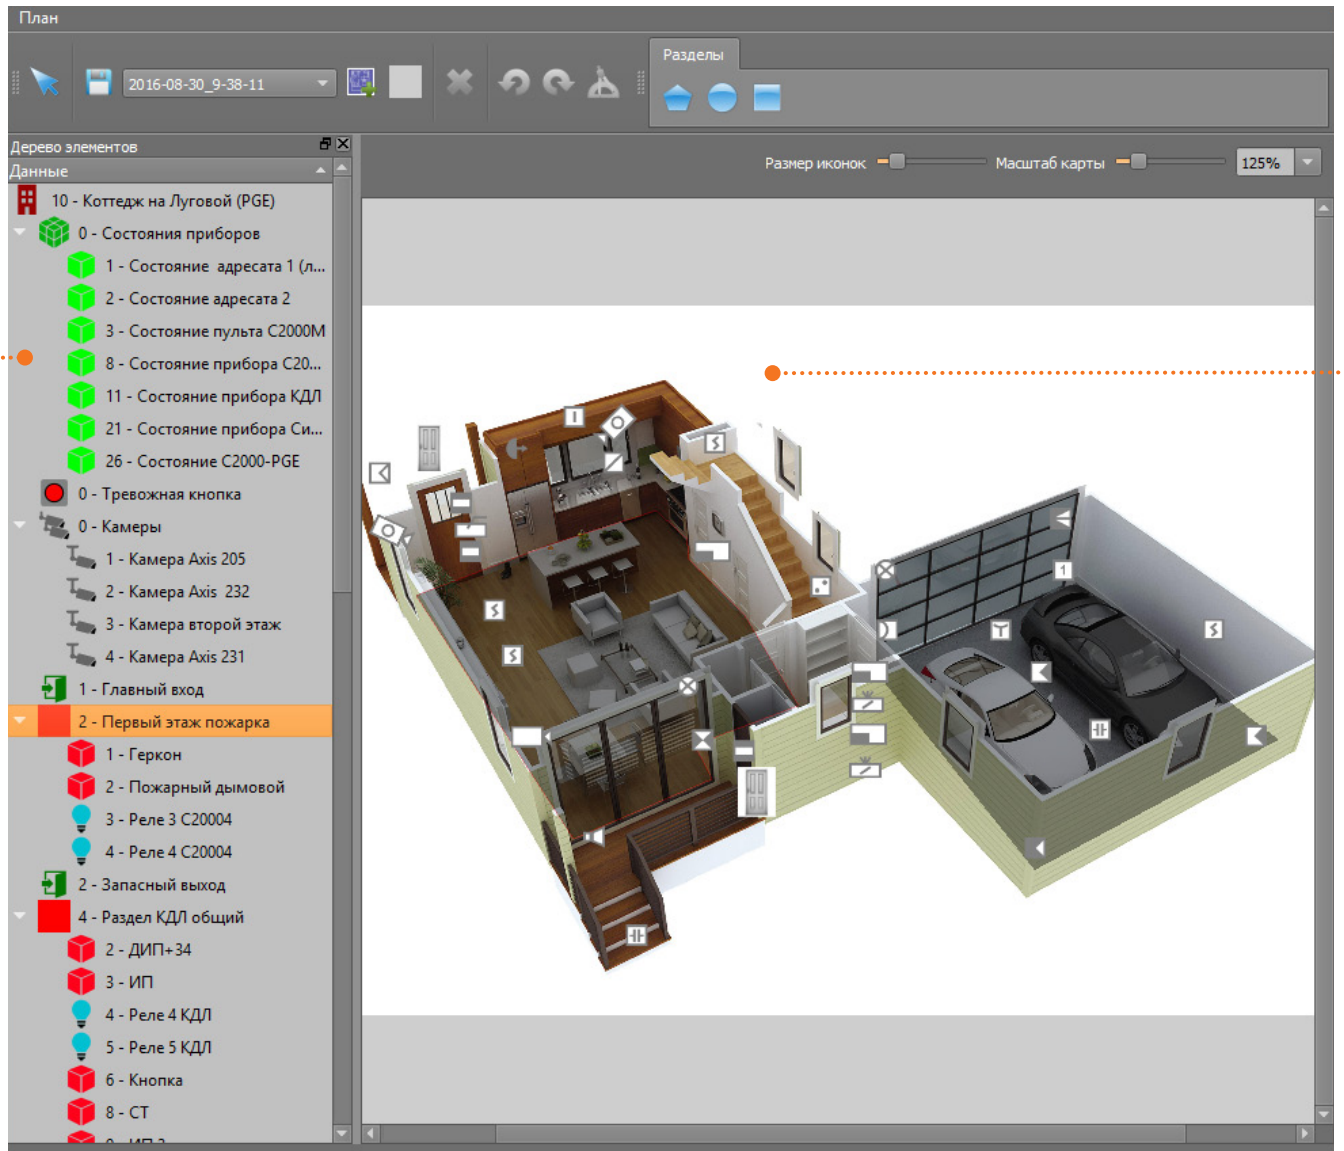 План
2016-08-30_9-38-11
Разделы
Дерево элементов
Данные
Размер иконок
Масштаб карты
125%
10 - Коттедж на Луговой (PGE)
0 - Состояния приборов
1 - Состояние адресата 1 (л...
2 - Состояние адресата 2
3 - Состояние пульта С2000М
8 - Состояние прибора С20...
11 - Состояние прибора КДЛ
21 - Состояние прибора Си...
26 - Состояние С2000-PGE
0 - Тревожная кнопка
0 - Камеры
1 - Камера Axis 205
2 - Камера Axis 232
3 - Камера второй этаж
4 - Камера Axis 231
1 - Главный вход
2 - Первый этаж пожарка
1 - Геркон
2 - Пожарный дымовой
3 - Реле 3 С20004
4 - Реле 4 С20004
2 - Запасный выход
4 - Раздел КДЛ общий
2 - ДИП+34
3 - ИП
4 - Реле 4 КДЛ
5 - Реле 5 КДЛ
6 - Кнопка
8 - СТ
1